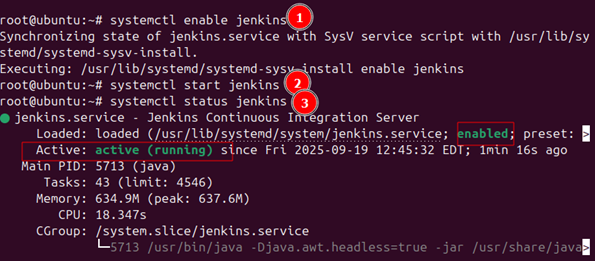 root@ubuntu:~# systemctl enable jenkins 1
Synchronizing state of jenkins.service with SysV service script with /usr/lib/sy
stemd/systemd-sysv-install.
Executing: /usr/lib/systemd/systemd-sysv-install enable jenkins
root@ubuntu:~# systemctl start jenkins 2
root@ubuntu:~# systemctl status jenkins 3
● jenkins.service - Jenkins Continuous Integration Server
Loaded: loaded (/usr/lib/systemd/system/jenkins.service; enabled; preset: >
Active: active (running) since Fri 2025-09-19 12:45:32 EDT; 1min 16s ago
Main PID: 5713 (java)
Tasks: 43 (limit: 4546)
Memory: 634.9M (peak: 637.6M)
CPU: 18.347s
CGroup: /system.slice/jenkins.service
└─5713 /usr/bin/java -Djava.awt.headless=true -jar /usr/share/java>